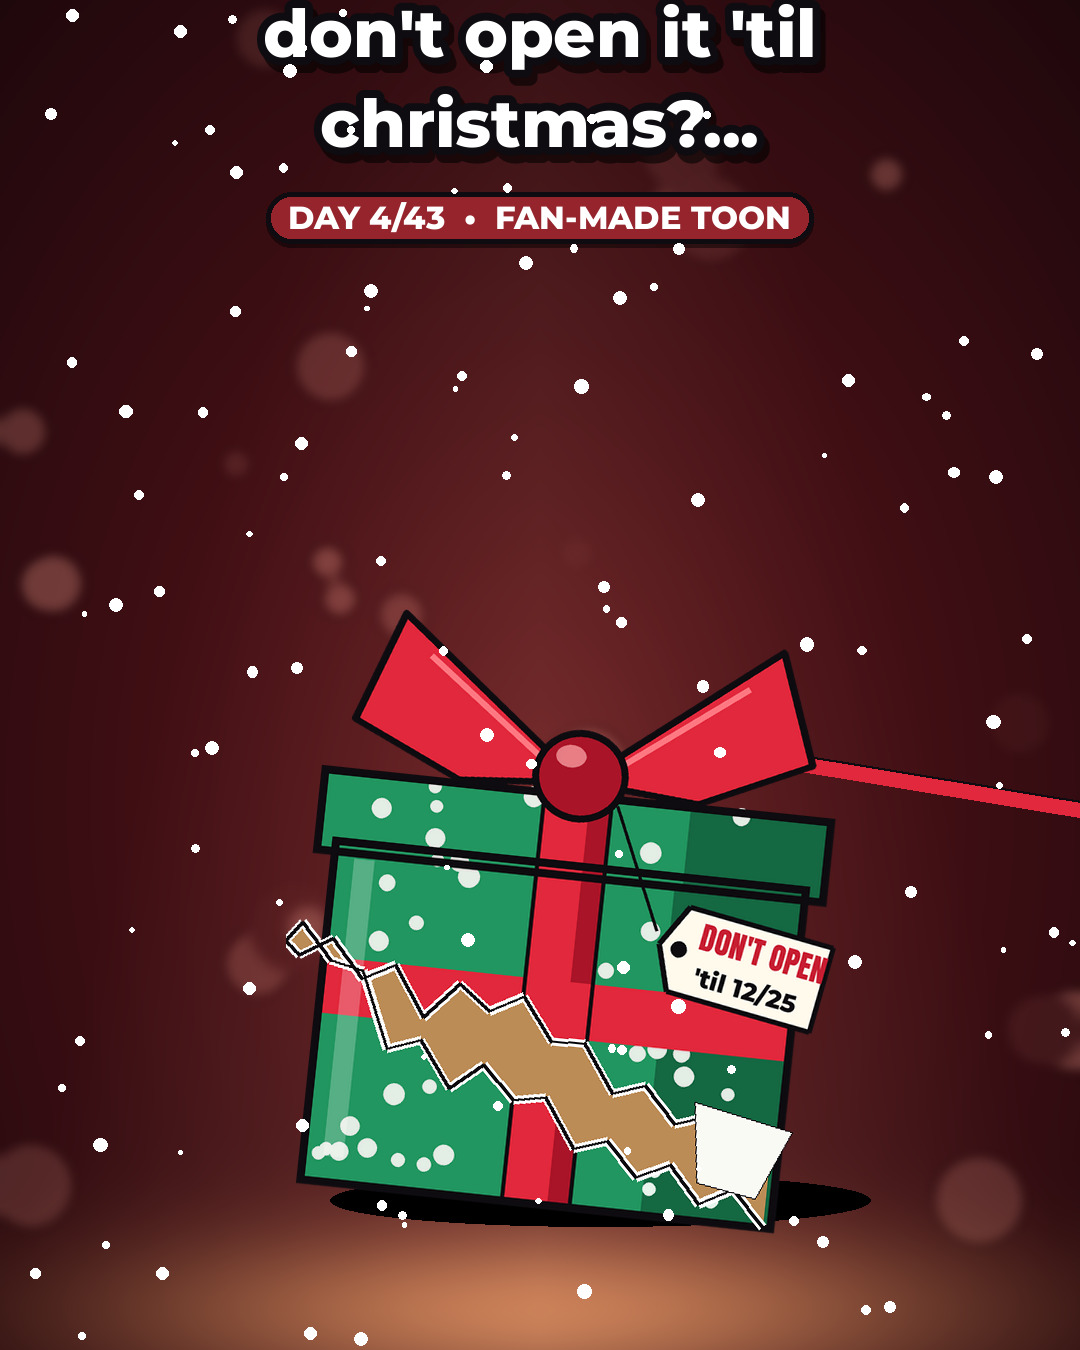 don't open it 'til
christmas?...
DAY 4/43 • FAN-MADE TOON
DON'T OPEN
'til 12/25